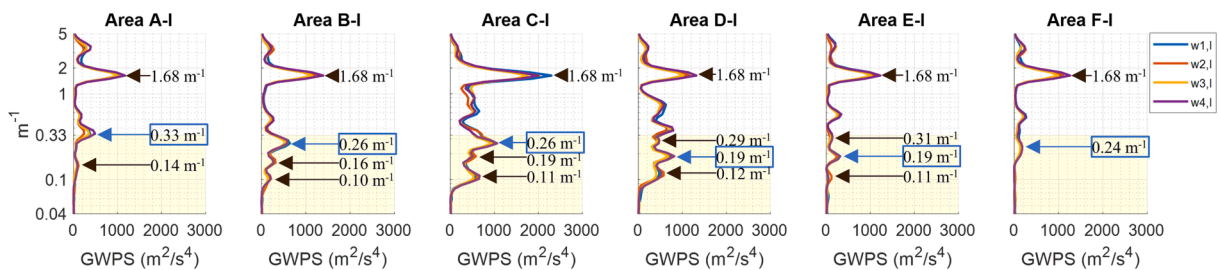 Area A-I
Area B-I
Area C-I
Area D-I
Area E-I
Area F-I
m⁻¹
5
2
1
0.33
0.1
0.04
1.68 m⁻¹
0.33 m⁻¹
0.14 m⁻¹
0 1000 2000 3000
GWPS (m²/s⁴)
1.68 m⁻¹
0.26 m⁻¹
0.16 m⁻¹
0.10 m⁻¹
0 1000 2000 3000
GWPS (m²/s⁴)
1.68 m⁻¹
0.26 m⁻¹
0.19 m⁻¹
0.11 m⁻¹
0 1000 2000 3000
GWPS (m²/s⁴)
1.68 m⁻¹
0.29 m⁻¹
0.19 m⁻¹
0.12 m⁻¹
0 1000 2000 3000
GWPS (m²/s⁴)
1.68 m⁻¹
0.31 m⁻¹
0.19 m⁻¹
0.11 m⁻¹
0 1000 2000 3000
GWPS (m²/s⁴)
1.68 m⁻¹
0.24 m⁻¹
0 1000 2000 3000
GWPS (m²/s⁴)
w1,I
w2,I
w3,I
w4,I